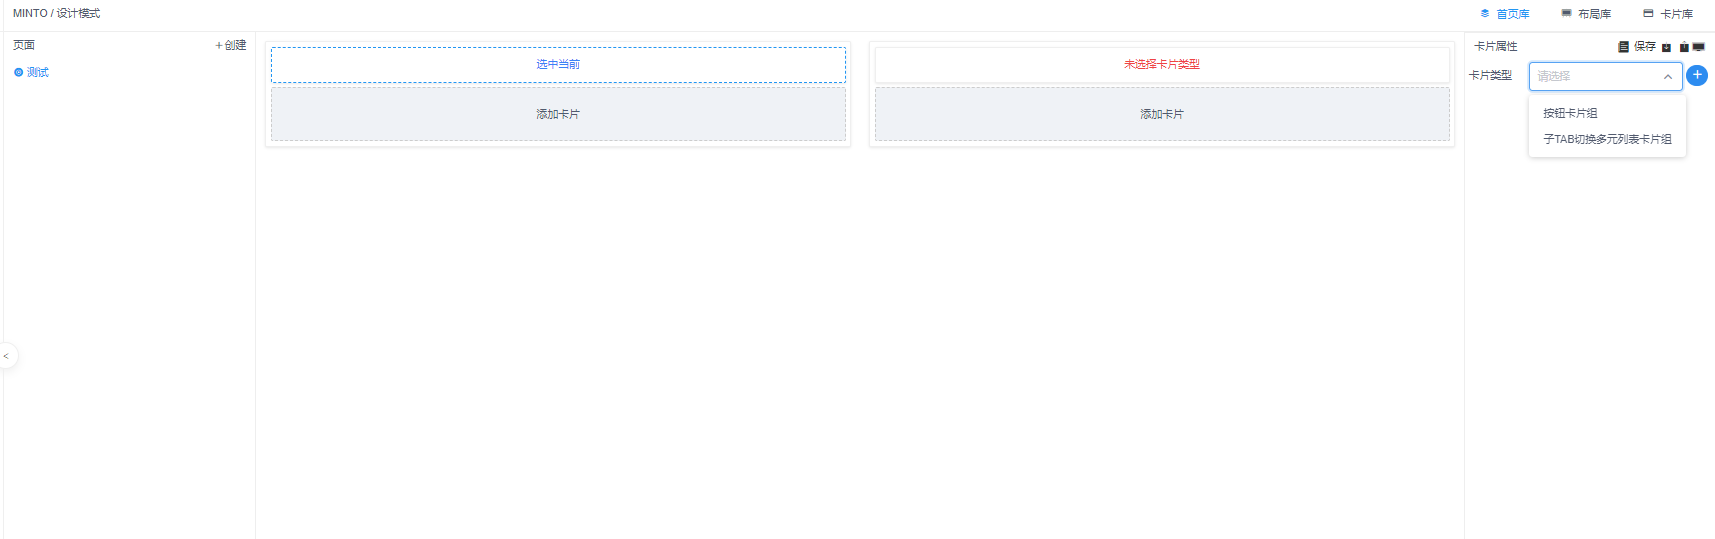 MINTO / 设计模式
首页库
布局库
卡片库
页面
+创建
测试
选中当前
添加卡片
未选择卡片类型
添加卡片
卡片属性
保存
卡片类型
请选择
按钮卡片组
子TAB切换多元列表卡片组